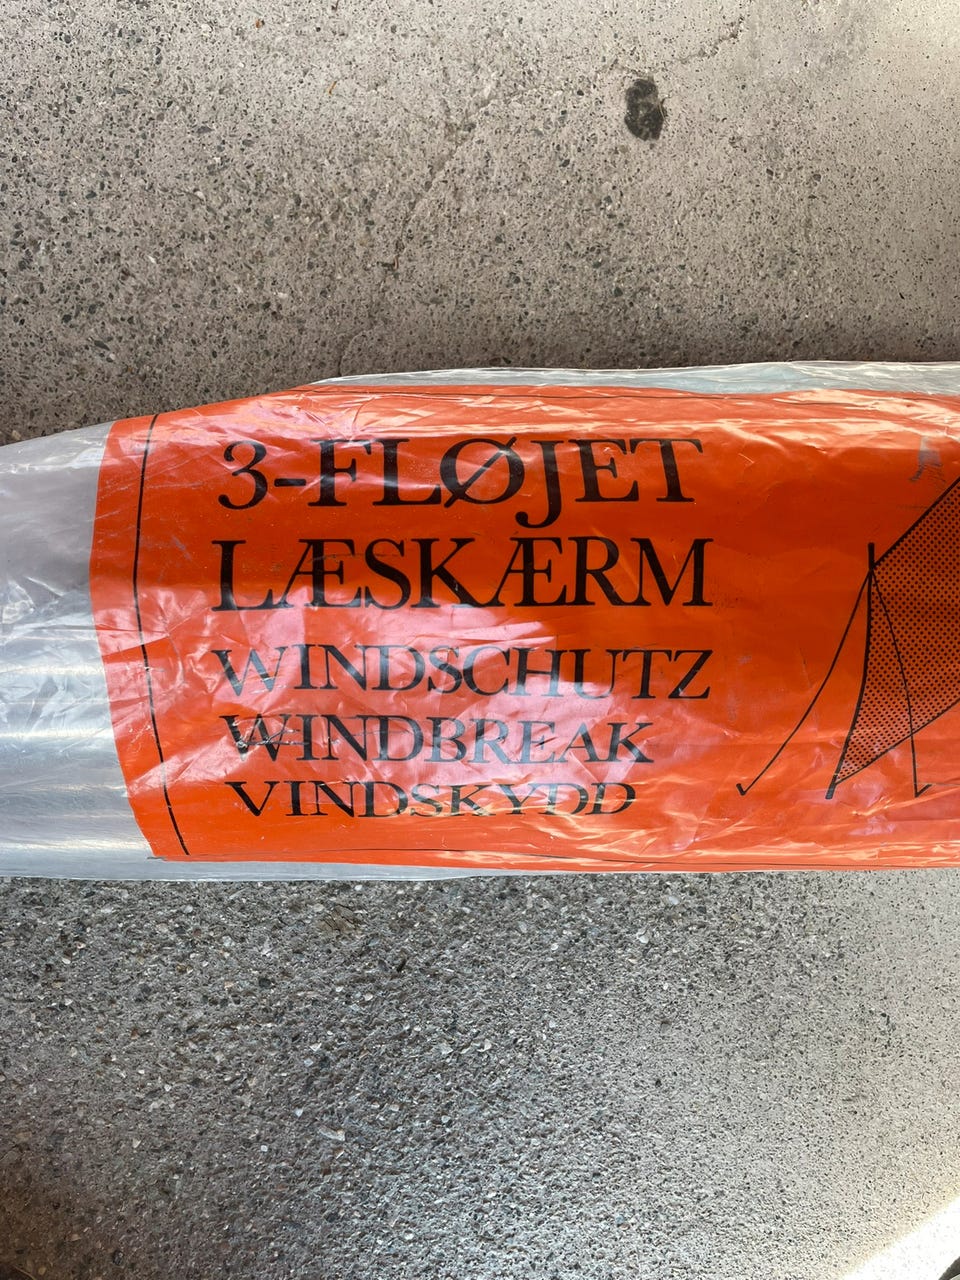 3-FLØJET
LÆSKÆRM
WINDSCHUTZ
WINDBREAK
VINDSKYDD